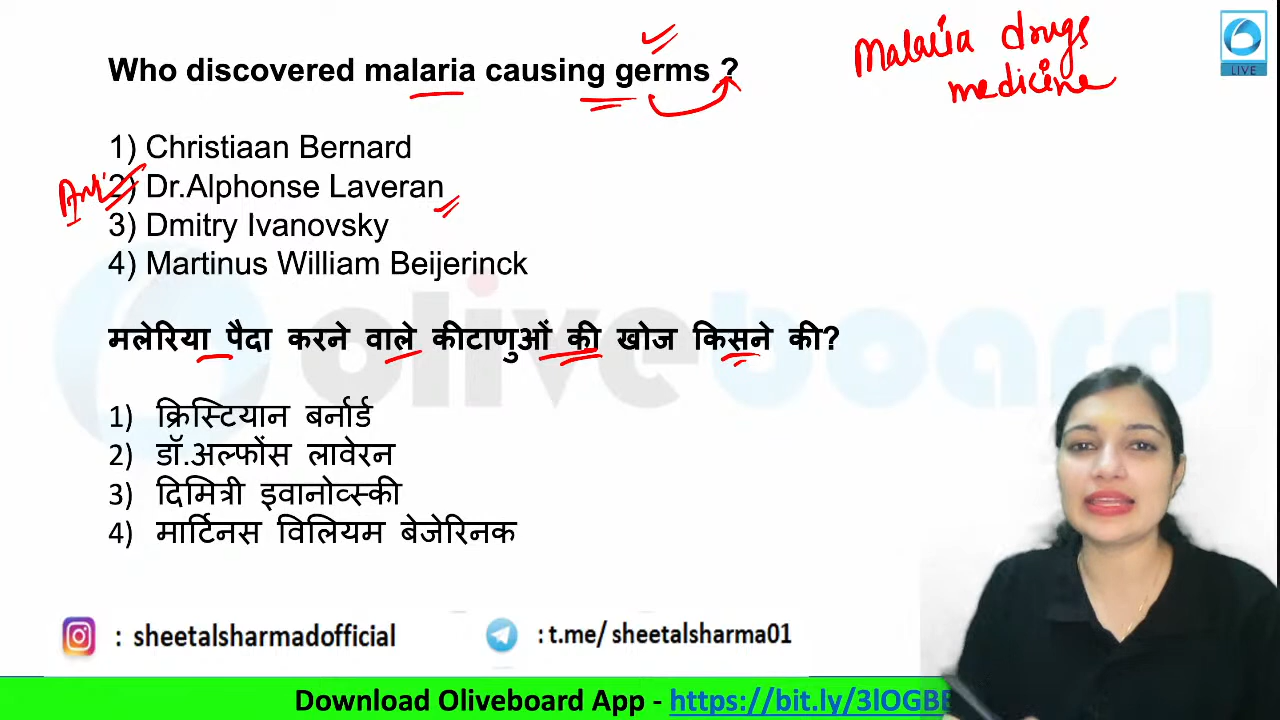 Who discovered malaria causing germs ?
Malaria drugs
medicine
LIVE
1) Christiaan Bernard
Ans
2) Dr.Alphonse Laveran
3) Dmitry Ivanovsky
4) Martinus William Beijerinck
oliveboard
मलेरिया पैदा करने वाले कीटाणुओं की खोज किसने की?
1) क्रिस्टियान बर्नार्ड
2) डॉ.अल्फोंस लावेरन
3) दिमित्री इवानोव्स्की
4) मार्टिनस विलियम बेजेरिनक
: sheetalsharmadofficial
: t.me/ sheetalsharma01
Download Oliveboard App - https://bit.ly/3lOGBE